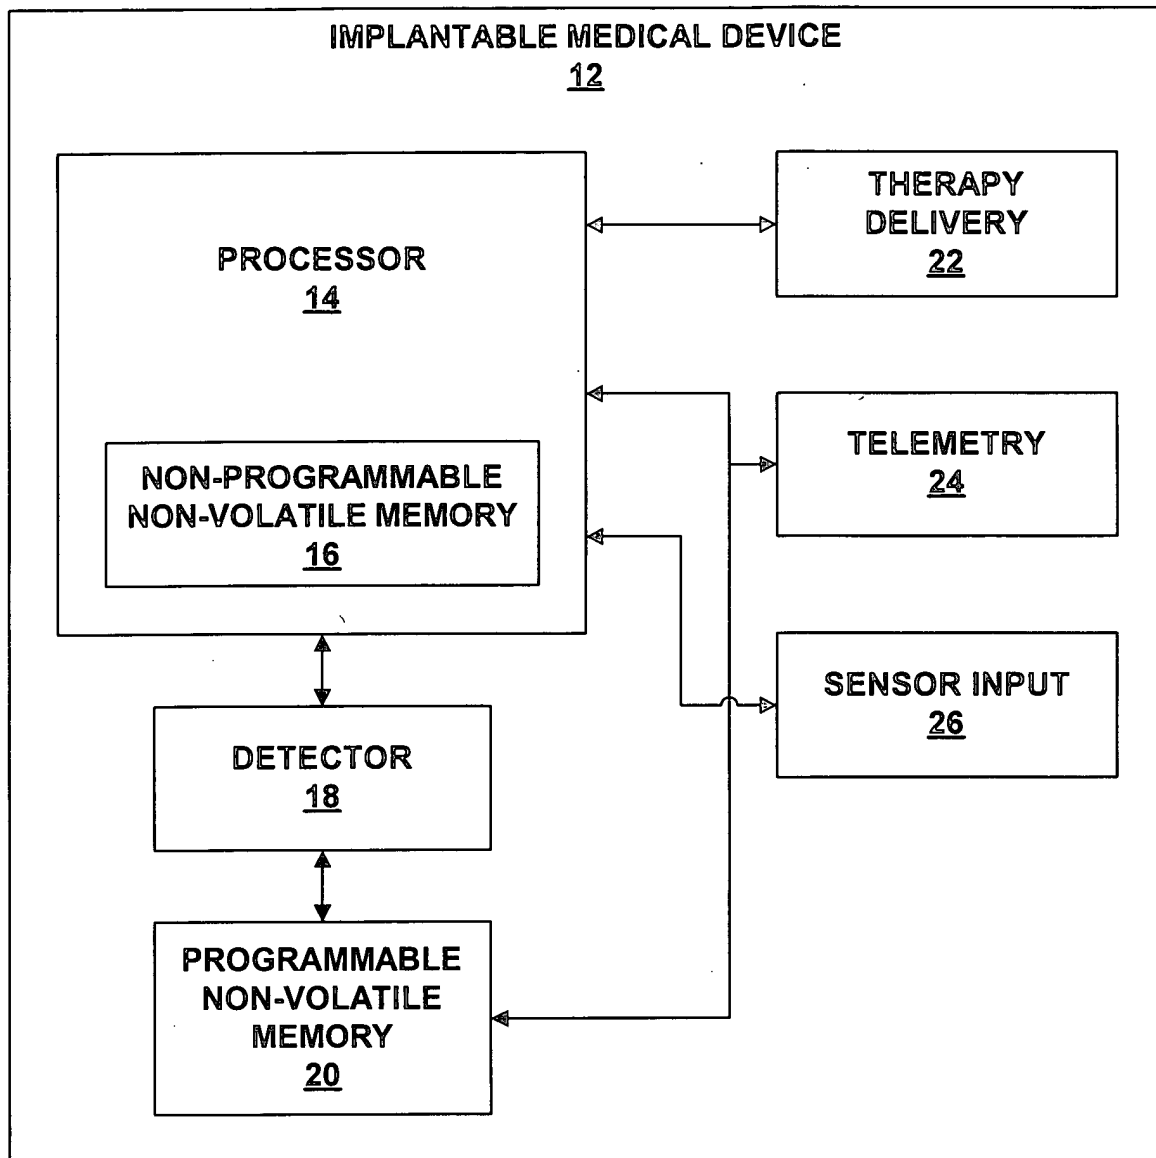 IMPLANTABLE MEDICAL DEVICE
12
PROCESSOR
14
NON-PROGRAMMABLE
NON-VOLATILE MEMORY
16
DETECTOR
18
PROGRAMMABLE
NON-VOLATILE
MEMORY
20
THERAPY
DELIVERY
22
TELEMETRY
24
SENSOR INPUT
26